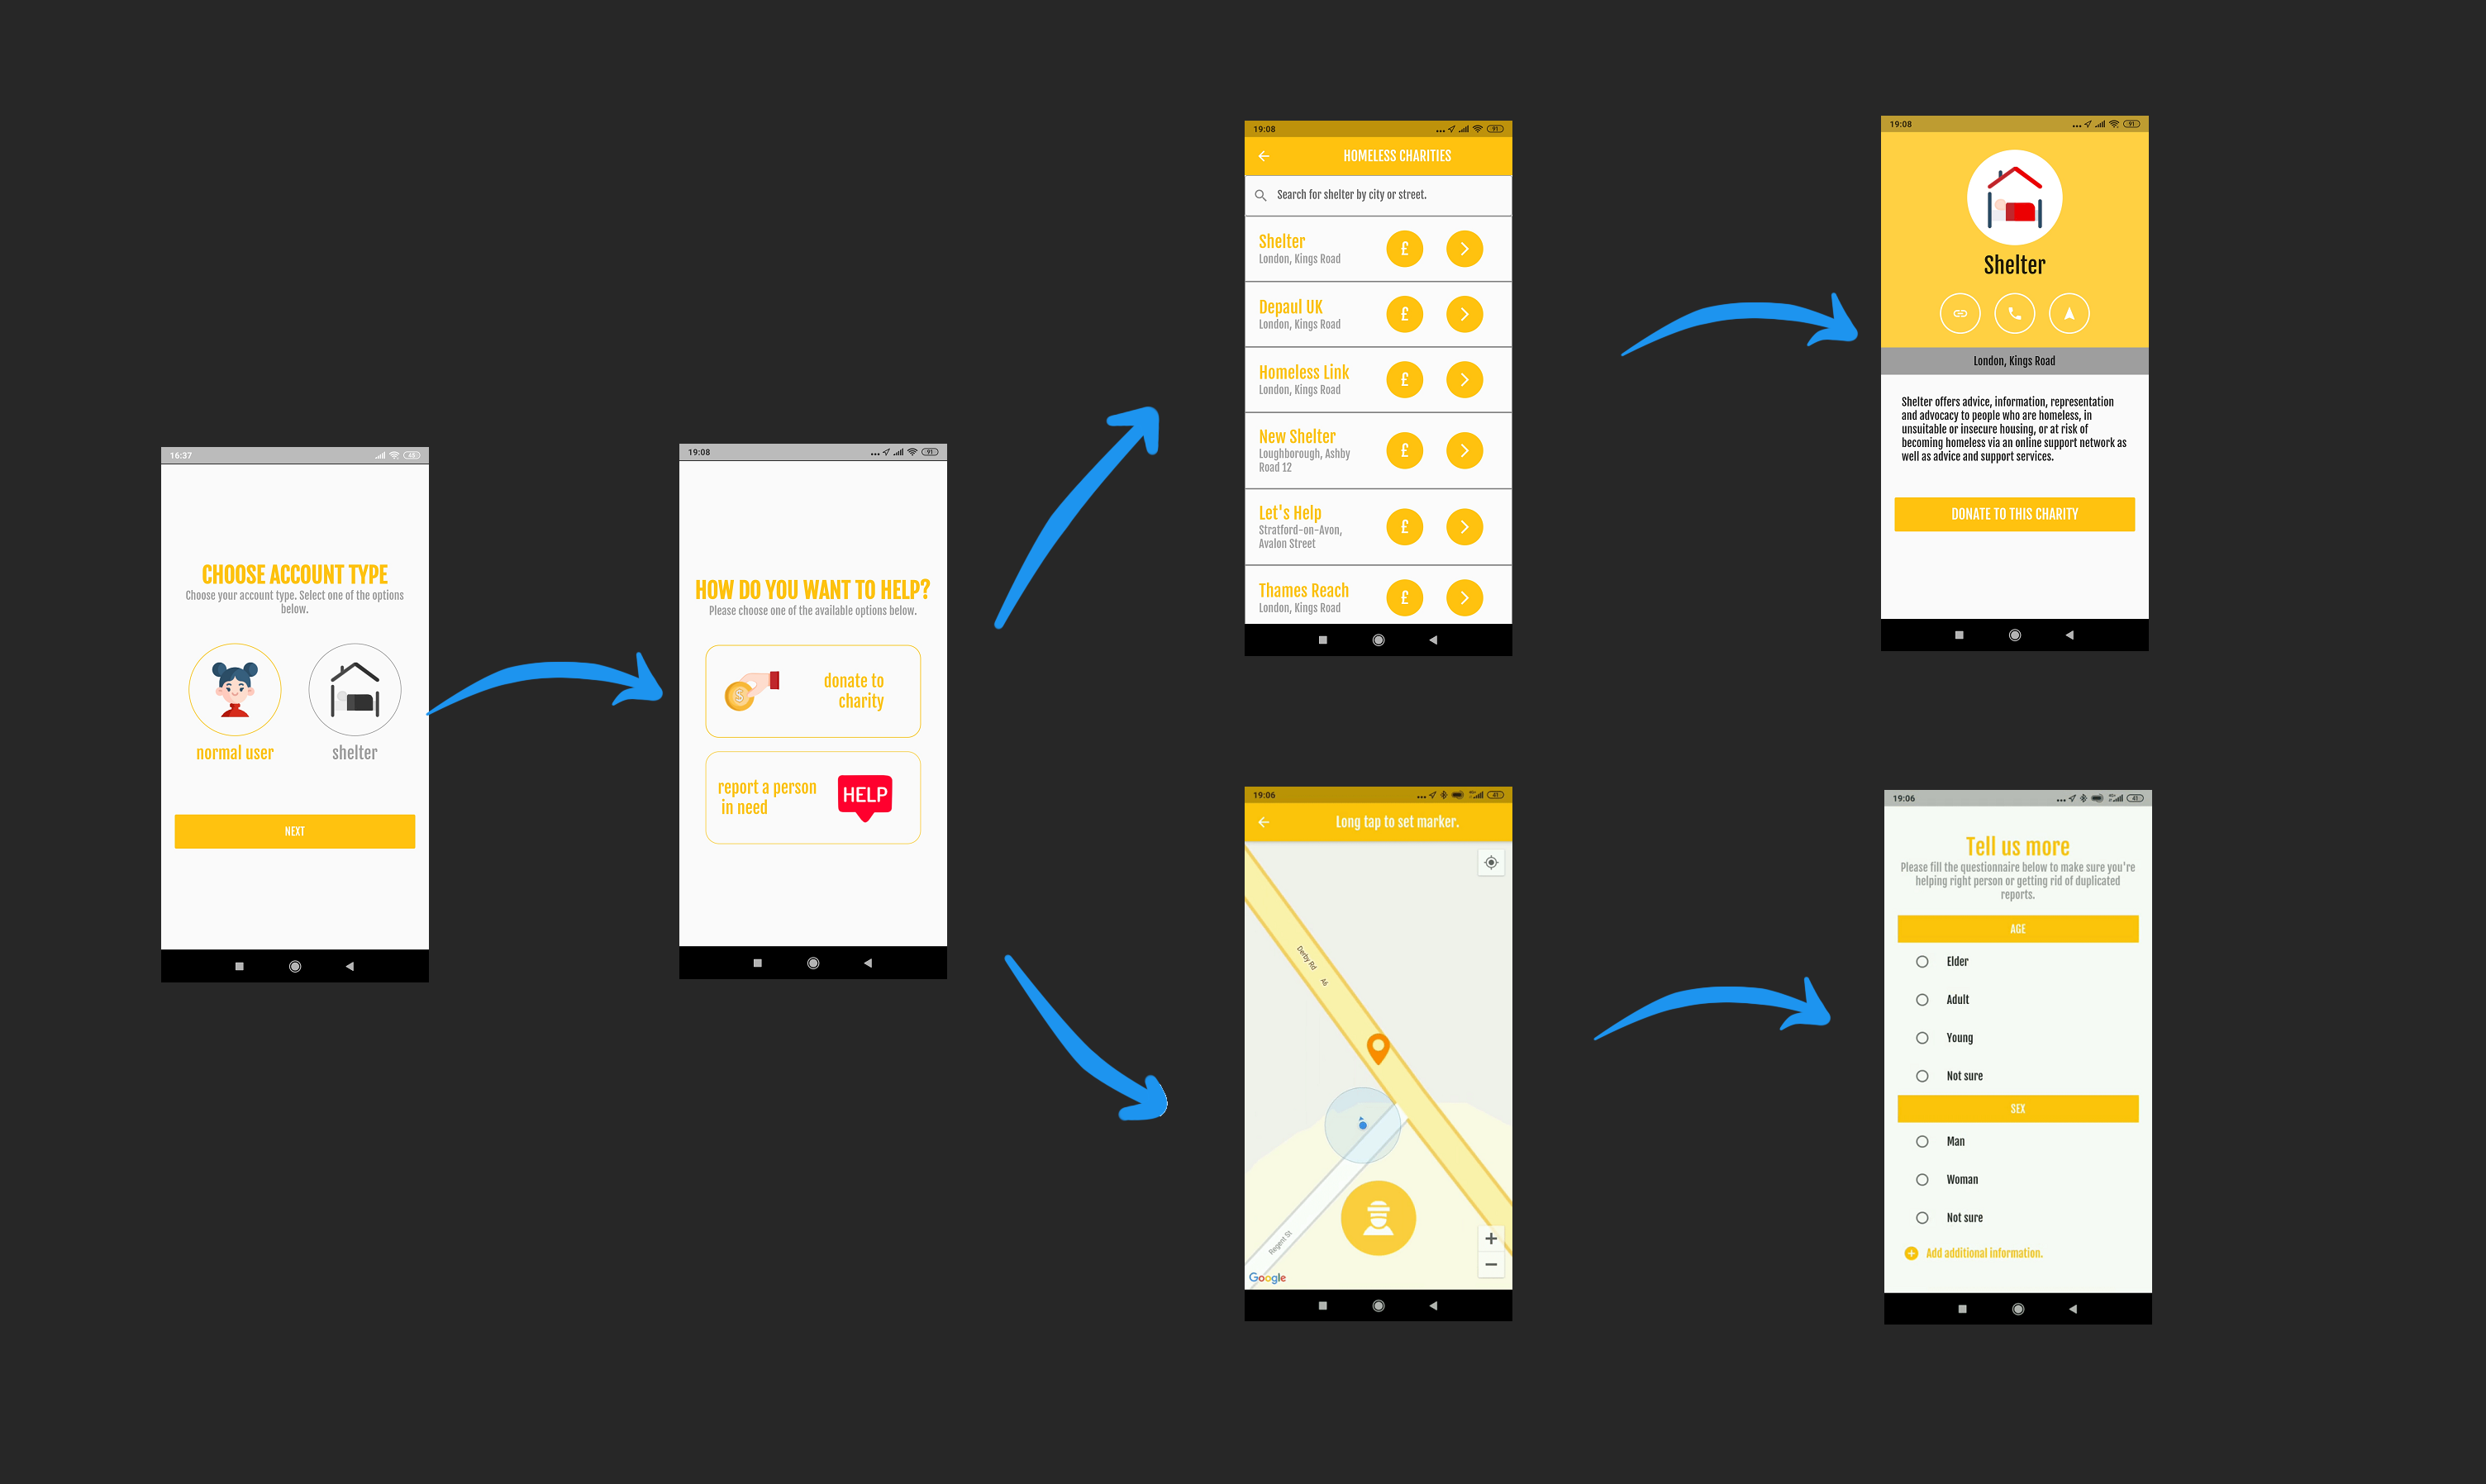 16:37
43
CHOOSE ACCOUNT TYPE
Choose your account type. Select one of the options
below.
normal user
shelter
NEXT
19:08
91
HOW DO YOU WANT TO HELP?
Please choose one of the available options below.
$
donate to
charity
report a person
in need
HELP
19:08
91
HOMELESS CHARITIES
Search for shelter by city or street.
Shelter
London, Kings Road
£
Depaul UK
London, Kings Road
£
Homeless Link
London, Kings Road
£
New Shelter
Loughborough, Ashby
Road 12
£
Let's Help
Stratford-on-Avon,
Avalon Street
£
Thames Reach
London, Kings Road
£
19:08
91
Shelter
London, Kings Road
Shelter offers advice, information, representation
and advocacy to people who are homeless, in
unsuitable or insecure housing, or at risk of
becoming homeless via an online support network as
well as advice and support services.
DONATE TO THIS CHARITY
19:06
41
Long tap to set marker.
Derby Rd
A6
Regent St
Google
19:06
41
Tell us more
Please fill the questionnaire below to make sure you're
helping right person or getting rid of duplicated
reports.
AGE
Elder
Adult
Young
Not sure
SEX
Man
Woman
Not sure
Add additional information.